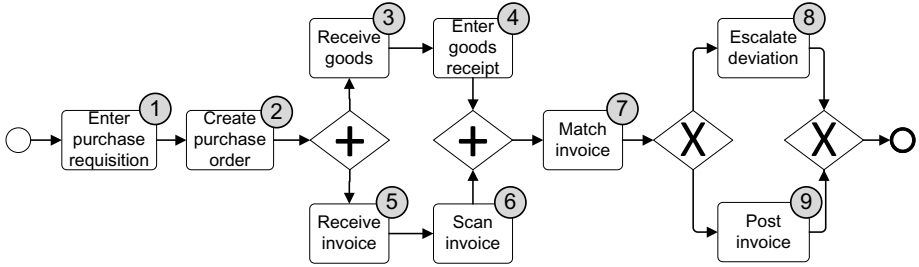 1
Enter
purchase
requisition
2
Create
purchase
order
3
Receive
goods
4
Enter
goods
receipt
5
Receive
invoice
6
Scan
invoice
7
Match
invoice
X
8
Escalate
deviation
9
Post
invoice
X